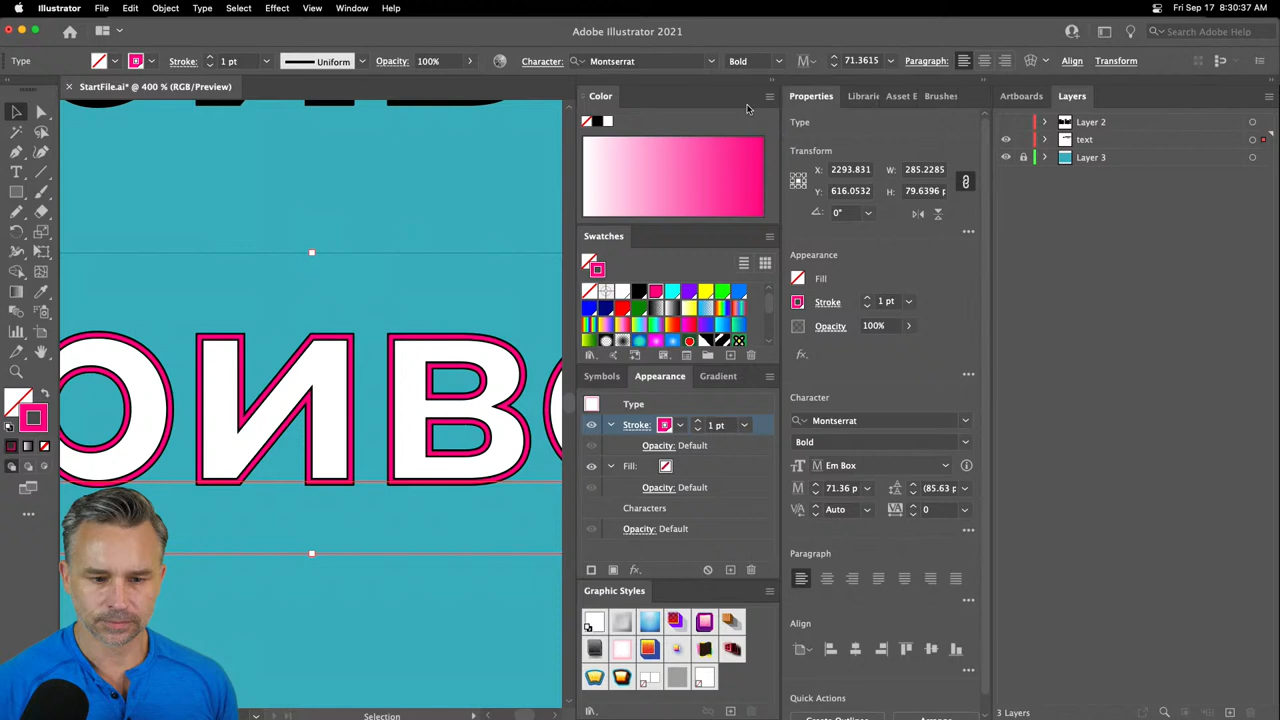 Illustrator File Edit Object Type Select Effect View Window Help
Fri Sep 17 8:30:37 AM
Adobe Illustrator 2021
Search Adobe Help
Type Stroke: 1 pt Uniform Opacity: 100% Character: Montserrat Bold 71.3615 Paragraph: Align Transform
StartFile.ai* @ 400 % (RGB/Preview)
Color
Properties Librari Asset E Brushes
Artboards Layers
Type
Layer 2
text
Layer 3
Transform
X: 2293.831 W: 285.2285
Y: 616.0532 H: 79.6396 p
0°
Swatches
Appearance
Fill
Stroke 1 pt
Opacity 100%
ОИВ
Symbols Appearance Gradient
Type
Stroke: 1 pt
Opacity: Default
Fill:
Opacity: Default
Characters
Opacity: Default
Character
Montserrat
Bold
Em Box
71.36 p (85.63
Auto 0
Paragraph
Graphic Styles
Align
Quick Actions
Selection
3 Layers